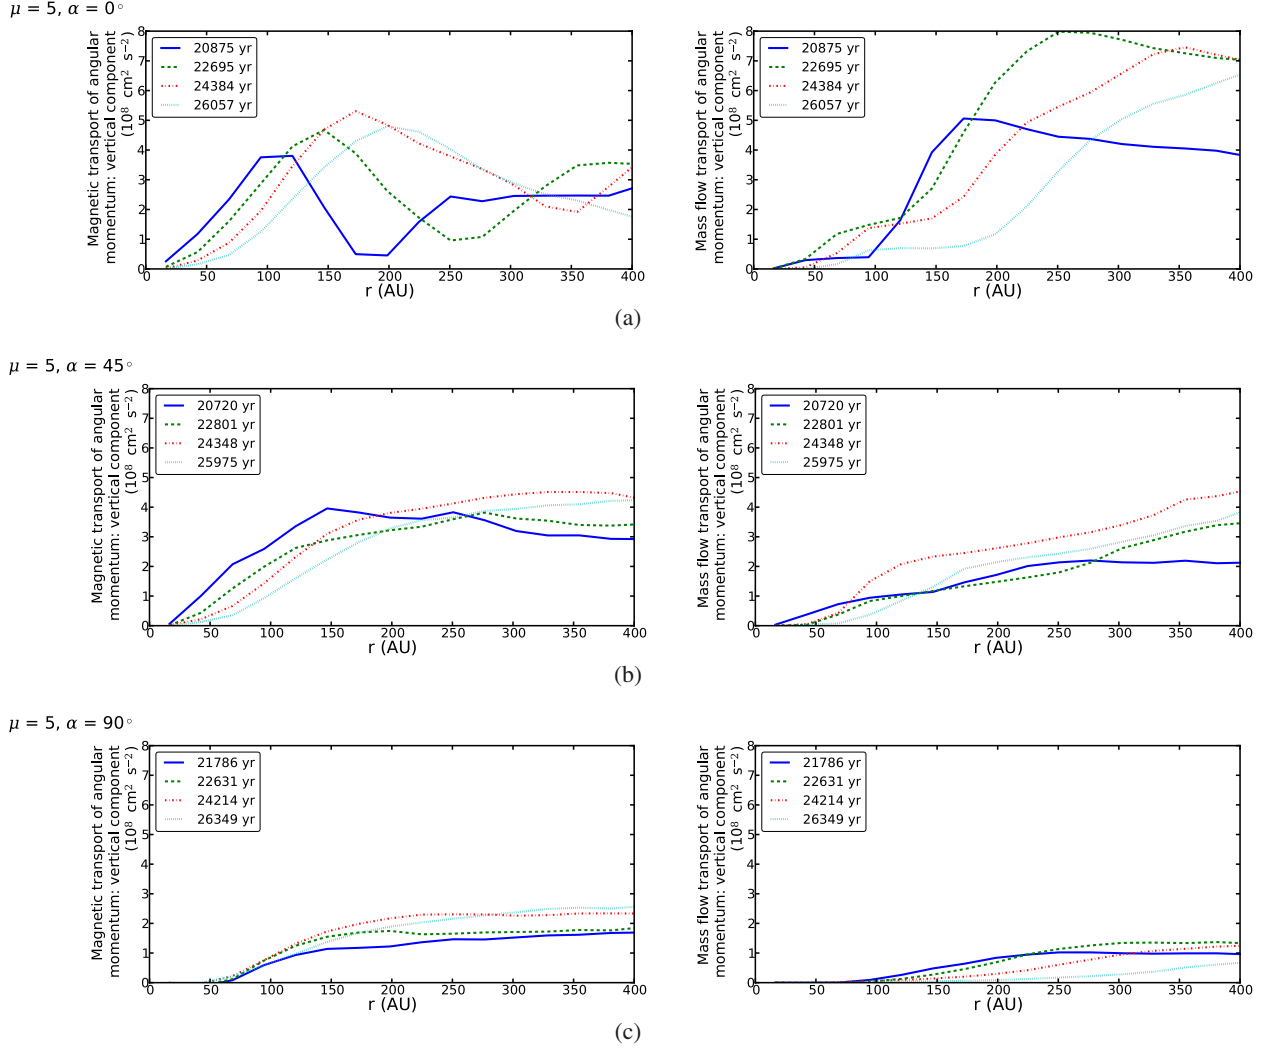 μ = 5, α = 0°
Magnetic transport of angular
momentum: vertical component
(10⁸ cm² s⁻²)
8
7
6
5
4
3
2
1
0
20875 yr
22695 yr
24384 yr
26057 yr
0 50 100 150 200 250 300 350 400
r (AU)
Mass flow transport of angular
momentum: vertical component
(10⁸ cm² s⁻²)
8
7
6
5
4
3
2
1
0
20875 yr
22695 yr
24384 yr
26057 yr
0 50 100 150 200 250 300 350 400
r (AU)
(a)
μ = 5, α = 45°
Magnetic transport of angular
momentum: vertical component
(10⁸ cm² s⁻²)
8
7
6
5
4
3
2
1
0
20720 yr
22801 yr
24348 yr
25975 yr
0 50 100 150 200 250 300 350 400
r (AU)
Mass flow transport of angular
momentum: vertical component
(10⁸ cm² s⁻²)
8
7
6
5
4
3
2
1
0
20720 yr
22801 yr
24348 yr
25975 yr
0 50 100 150 200 250 300 350 400
r (AU)
(b)
μ = 5, α = 90°
Magnetic transport of angular
momentum: vertical component
(10⁸ cm² s⁻²)
8
7
6
5
4
3
2
1
0
21786 yr
22631 yr
24214 yr
26349 yr
0 50 100 150 200 250 300 350 400
r (AU)
Mass flow transport of angular
momentum: vertical component
(10⁸ cm² s⁻²)
8
7
6
5
4
3
2
1
0
21786 yr
22631 yr
24214 yr
26349 yr
0 50 100 150 200 250 300 350 400
r (AU)
(c)